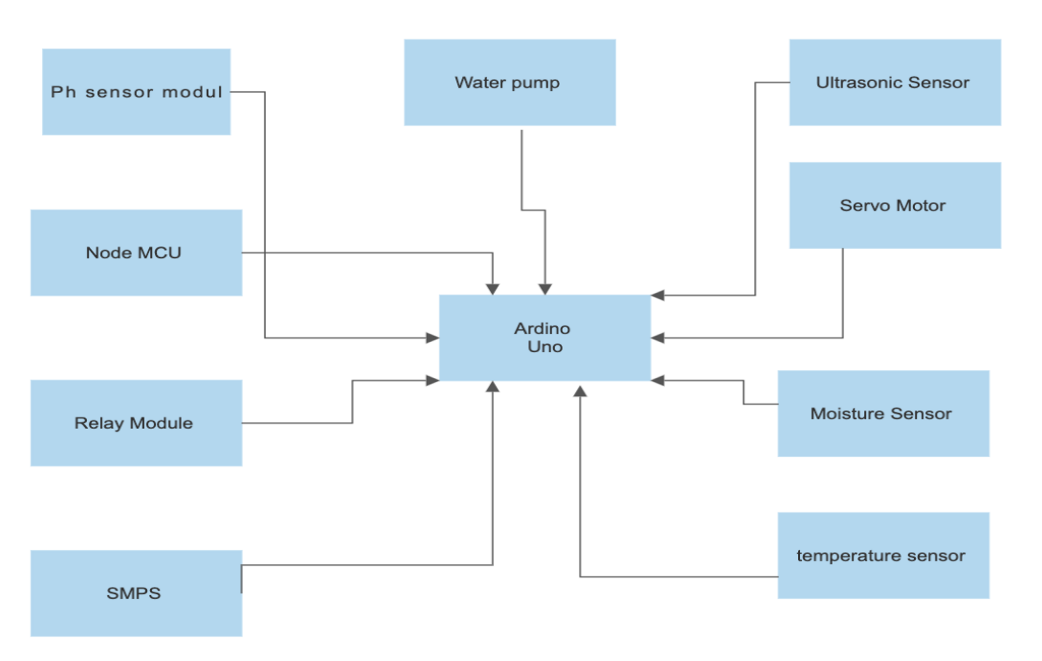 Ph sensor modul
Water pump
Ultrasonic Sensor
Servo Motor
Node MCU
Ardino
Uno
Relay Module
Moisture Sensor
temperature sensor
SMPS